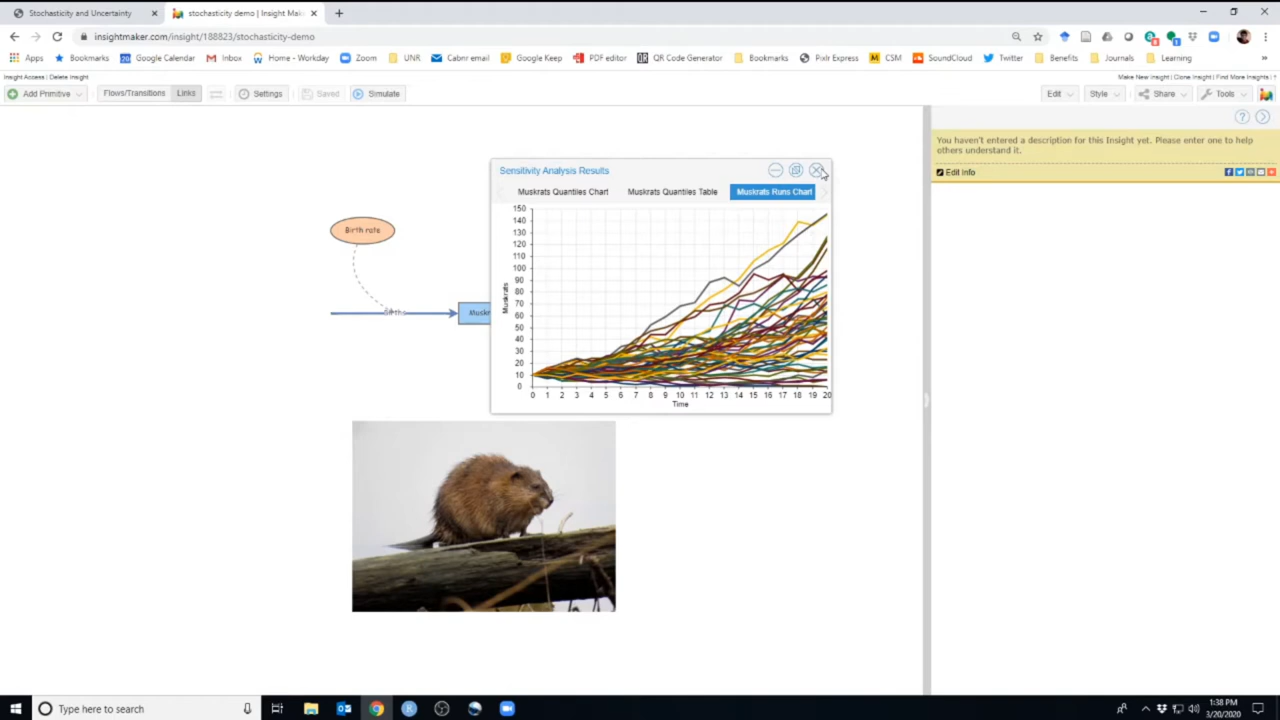 Stochasticity and Uncertainty
stochasticity demo | Insight Mak
insightmaker.com/insight/188823/stochasticity-demo
Apps
Bookmarks
Google Calendar
Inbox
Home - Workday
Zoom
UNR
Cabnr email
Google Keep
PDF editor
QR Code Generator
Bookmarks
Pixlr Express
CSM
SoundCloud
Twitter
Benefits
Journals
Learning
Insight Access | Delete Insight
Make New Insight | Clone Insight | Find More Insights | ?
Add Primitive
Flows/Transitions
Links
Settings
Saved
Simulate
Edit
Style
Share
Tools
You haven't entered a description for this Insight yet. Please enter one to help
others understand it.
Edit Info
Sensitivity Analysis Results
Muskrats Quantiles Chart
Muskrats Quantiles Table
Muskrats Runs Chart
150
140
130
120
110
100
90
80
70
60
50
40
30
20
10
0
Muskrats
0 1 2 3 4 5 6 7 8 9 10 11 12 13 14 15 16 17 18 19 20
Time
Birth rate
Births
Muskr
Type here to search
1:38 PM
3/20/2020